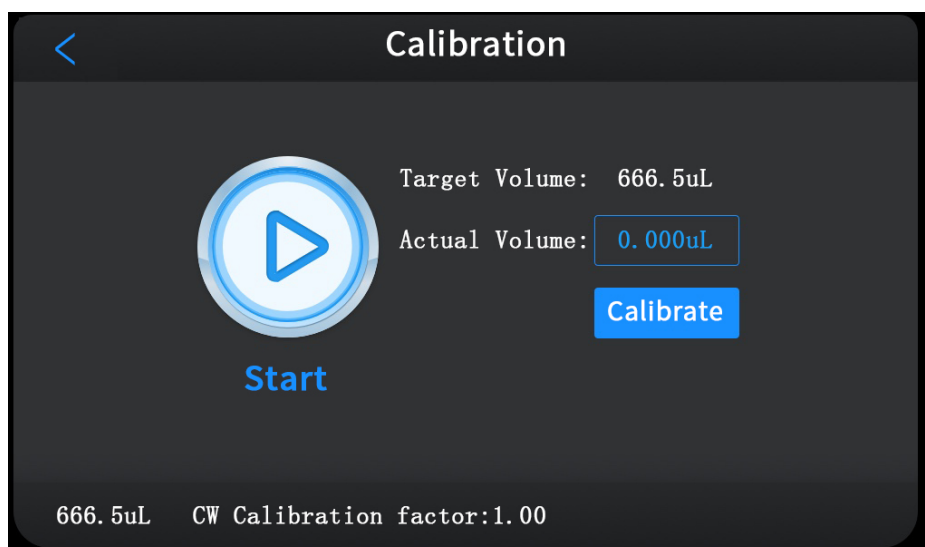 Calibration
Target Volume: 666.5uL
Actual Volume: 0.000uL
Calibrate
Start
666.5uL CW Calibration factor:1.00